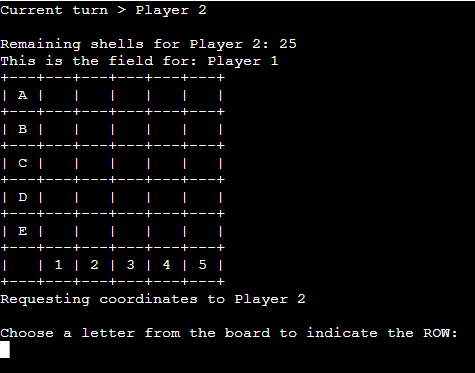 Current turn > Player 2
Remaining shells for Player 2: 25
This is the field for: Player 1
+---+---+---+---+---+---+
| A |   |   |   |   |   |
+---+---+---+---+---+---+
| B |   |   |   |   |   |
+---+---+---+---+---+---+
| C |   |   |   |   |   |
+---+---+---+---+---+---+
| D |   |   |   |   |   |
+---+---+---+---+---+---+
| E |   |   |   |   |   |
+---+---+---+---+---+---+
|   | 1 | 2 | 3 | 4 | 5 |
+---+---+---+---+---+---+
Requesting coordinates to Player 2
Choose a letter from the board to indicate the ROW: